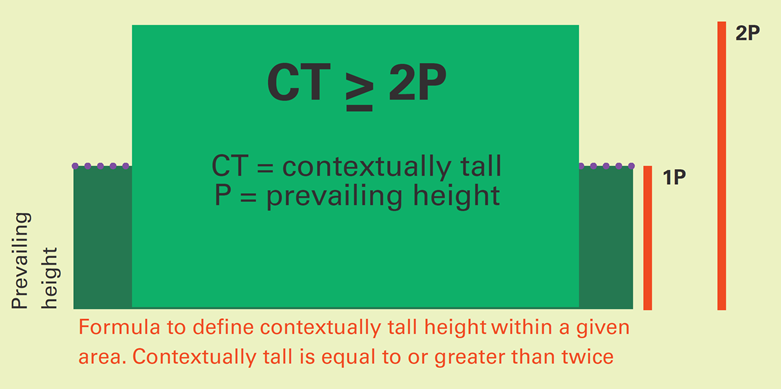 CT ≥ 2P
CT = contextually tall
P = prevailing height
2P
1P
Prevailing
height
Formula to define contextually tall height within a given
area. Contextually tall is equal to or greater than twice